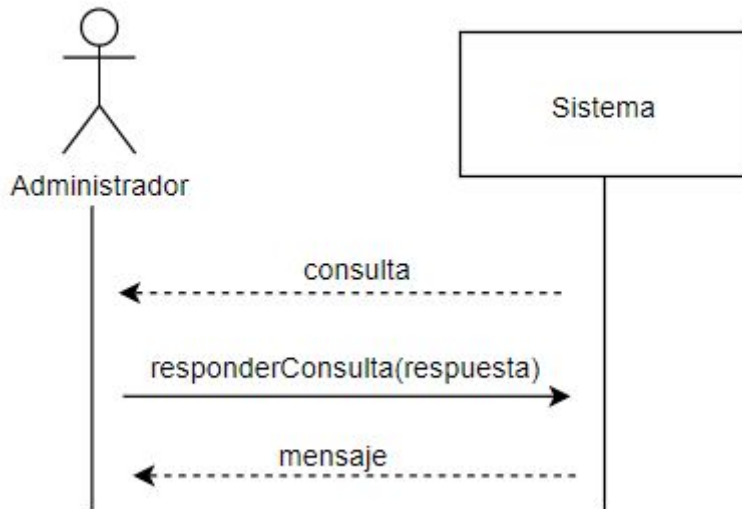 Sistema
Administrador
consulta
responderConsulta(respuesta)
mensaje